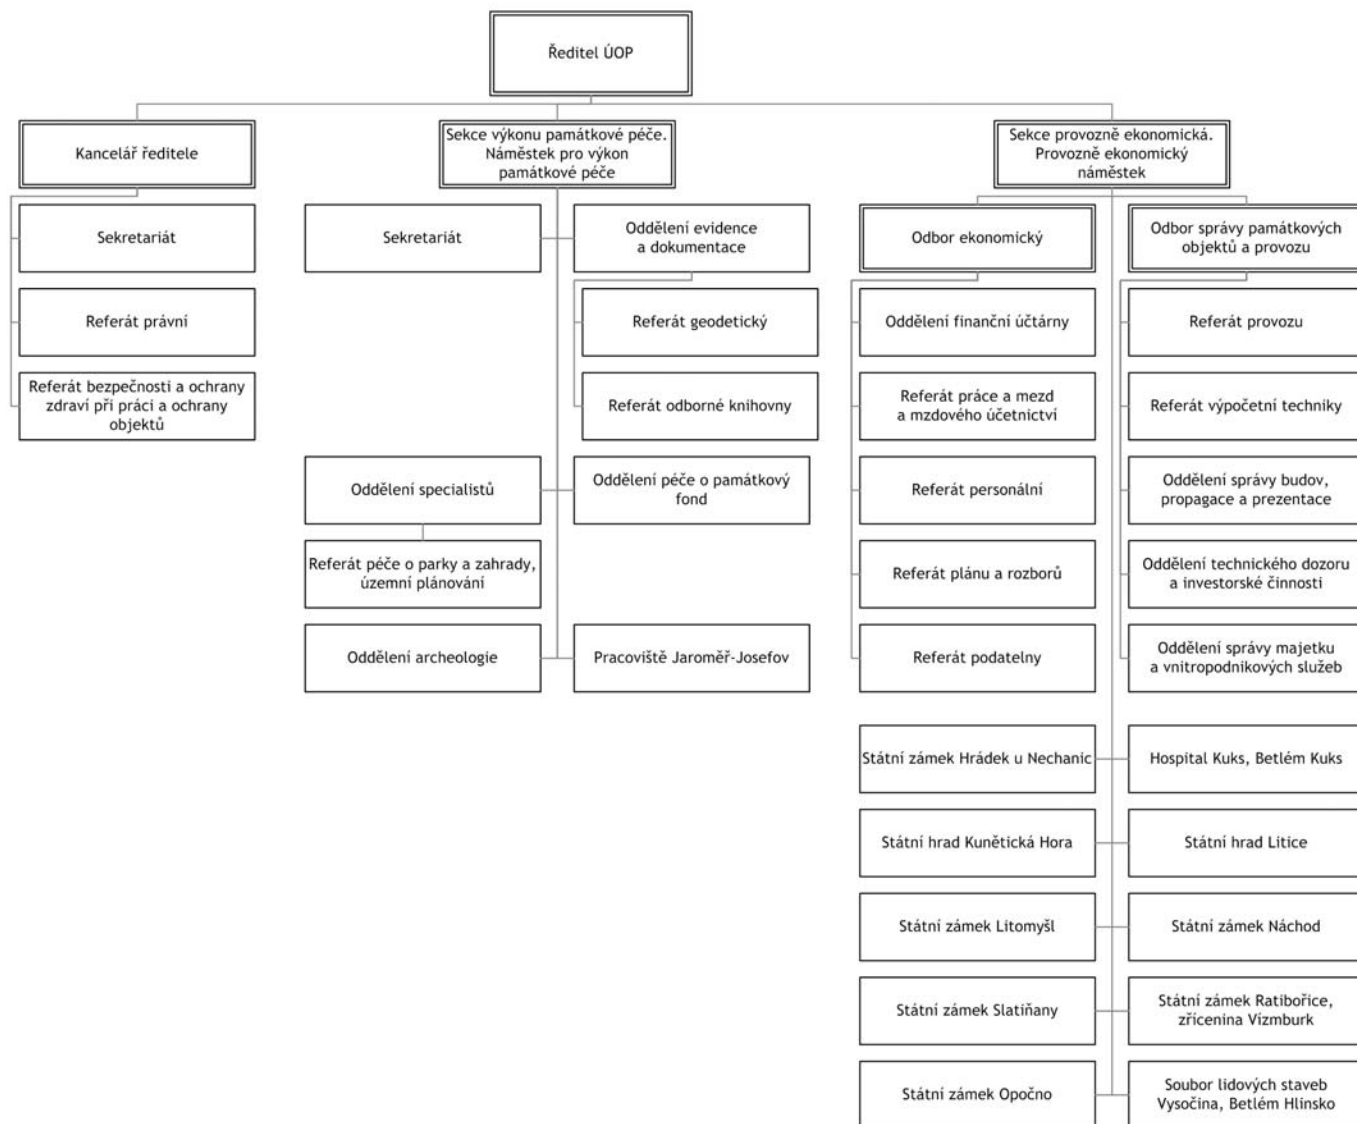 Ředitel ÚOP
Kancelář ředitele
Sekce výkonu památkové péče.
Náměstek pro výkon
památkové péče
Sekce provozně ekonomická.
Provozně ekonomický
náměstek
Sekretariát
Sekretariát
Oddělení evidence
a dokumentace
Odbor ekonomický
Odbor správy památkových
objektů a provozu
Referát právní
Referát geodetický
Oddělení finanční účtárny
Referát provozu
Referát bezpečnosti a ochrany
zdraví při práci a ochrany
objektů
Referát odborné knihovny
Referát práce a mezd
a mzdového účetnictví
Referát výpočetní techniky
Oddělení specialistů
Oddělení péče o památkový
fond
Referát personální
Oddělení správy budov,
propagace a prezentace
Referát péče o parky a zahrady,
územní plánování
Referát plánu a rozborů
Oddělení technického dozoru
a investorské činnosti
Oddělení archeologie
Pracoviště Jaroměř-Josefov
Referát podatelny
Oddělení správy majetku
a vnitropodnikových služeb
Státní zámek Hrádek u Nechanic
Hospital Kuks, Betlém Kuks
Státní hrad Kunětická Hora
Státní hrad Litice
Státní zámek Litomyšl
Státní zámek Náchod
Státní zámek Slatiňany
Státní zámek Ratibořice,
zřícenina Vízmburk
Státní zámek Opočno
Soubor lidových staveb
Vysočina, Betlém Hlinsko